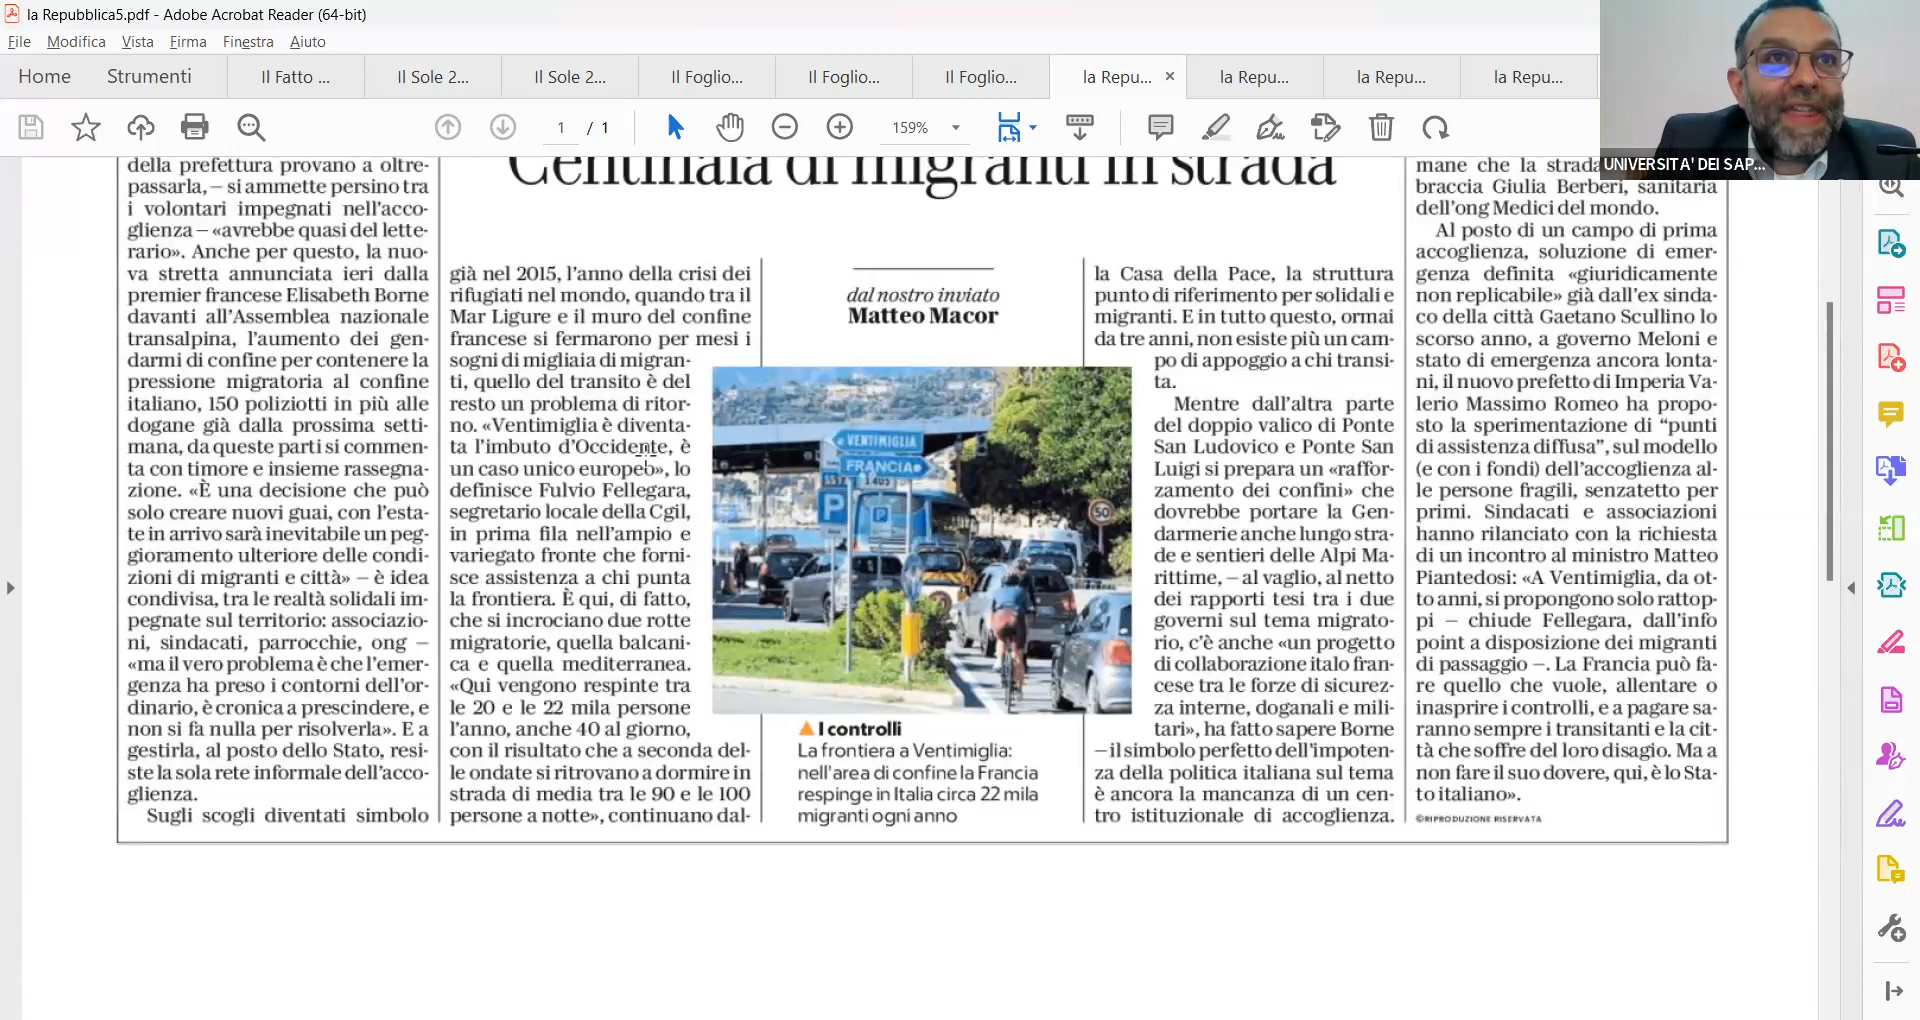 la Repubblica5.pdf - Adobe Acrobat Reader (64-bit)
File Modifica Vista Firma Finestra Aiuto
Home Strumenti Il Fatto ... Il Sole 2... Il Sole 2... Il Foglio... Il Foglio... Il Foglio... la Repu... × la Repu... la Repu... la Repu...
1 / 1 159%
UNIVERSITA' DEI SAP...
Centinaia di migranti in strada
della prefettura provano a oltre-
passarla, – si ammette persino tra
i volontari impegnati nell'acco-
glienza – «avrebbe quasi del lette-
rario». Anche per questo, la nuo-
va stretta annunciata ieri dalla
premier francese Elisabeth Borne
davanti all'Assemblea nazionale
transalpina, l'aumento dei gen-
darmi di confine per contenere la
pressione migratoria al confine
italiano, 150 poliziotti in più alle
dogane già dalla prossima setti-
mana, da queste parti si commen-
ta con timore e insieme rassegna-
zione. «È una decisione che può
solo creare nuovi guai, con l'esta-
te in arrivo sarà inevitabile un peg-
gioramento ulteriore delle condi-
zioni di migranti e città» – è idea
condivisa, tra le realtà solidali im-
pegnate sul territorio: associazio-
ni, sindacati, parrocchie, ong –
«ma il vero problema è che l'emer-
genza ha preso i contorni dell'or-
dinario, è cronica a prescindere, e
non si fa nulla per risolverla». E a
gestirla, al posto dello Stato, resi-
ste la sola rete informale dell'acco-
glienza.
Sugli scogli diventati simbolo
già nel 2015, l'anno della crisi dei
rifugiati nel mondo, quando tra il
Mar Ligure e il muro del confine
francese si fermarono per mesi i
sogni di migliaia di migran-
ti, quello del transito è del
resto un problema di ritor-
no. «Ventimiglia è diventa-
ta l'imbuto d'Occidente, è
un caso unico europeo», lo
definisce Fulvio Fellegara,
segretario locale della Cgil,
in prima fila nell'ampio e
variegato fronte che forni-
sce assistenza a chi punta
la frontiera. È qui, di fatto,
che si incrociano due rotte
migratorie, quella balcani-
ca e quella mediterranea.
«Qui vengono respinte tra
le 20 e le 22 mila persone
l'anno, anche 40 al giorno,
con il risultato che a seconda del-
le ondate si ritrovano a dormire in
strada di media tra le 90 e le 100
persone a notte», continuano dal-
dal nostro inviato
Matteo Macor
VENTIMIGLIA
FRANCIA
P
P
50
I controlli
La frontiera a Ventimiglia:
nell'area di confine la Francia
respinge in Italia circa 22 mila
migranti ogni anno
la Casa della Pace, la struttura
punto di riferimento per solidali e
migranti. E in tutto questo, ormai
da tre anni, non esiste più un cam-
po di appoggio a chi transi-
ta.
Mentre dall'altra parte
del doppio valico di Ponte
San Ludovico e Ponte San
Luigi si prepara un «raffor-
zamento dei confini» che
dovrebbe portare la Gen-
darmerie anche lungo stra-
de e sentieri delle Alpi Ma-
rittime, – al vaglio, al netto
dei rapporti tesi tra i due
governi sul tema migrato-
rio, c'è anche «un progetto
di collaborazione italo fran-
cese tra le forze di sicurez-
za interne, doganali e mili-
tari», ha fatto sapere Borne
– il simbolo perfetto dell'impoten-
za della politica italiana sul tema
è ancora la mancanza di un cen-
tro istituzionale di accoglienza.
mane che la strada
braccia Giulia Berberi, sanitaria
dell'ong Medici del mondo.
Al posto di un campo di prima
accoglienza, soluzione di emer-
genza definita «giuridicamente
non replicabile» già dall'ex sinda-
co della città Gaetano Scullino lo
scorso anno, a governo Meloni e
stato di emergenza ancora lonta-
ni, il nuovo prefetto di Imperia Va-
lerio Massimo Romeo ha propo-
sto la sperimentazione di "punti
di assistenza diffusa", sul modello
(e con i fondi) dell'accoglienza al-
le persone fragili, senzatetto per
primi. Sindacati e associazioni
hanno rilanciato con la richiesta
di un incontro al ministro Matteo
Piantedosi: «A Ventimiglia, da ot-
to anni, si propongono solo rattop-
pi – chiude Fellegara, dall'info
point a disposizione dei migranti
di passaggio –. La Francia può fa-
re quello che vuole, allentare o
inasprire i controlli, e a pagare sa-
ranno sempre i transitanti e la cit-
tà che soffre del loro disagio. Ma a
non fare il suo dovere, qui, è lo Sta-
to italiano».
©RIPRODUZIONE RISERVATA